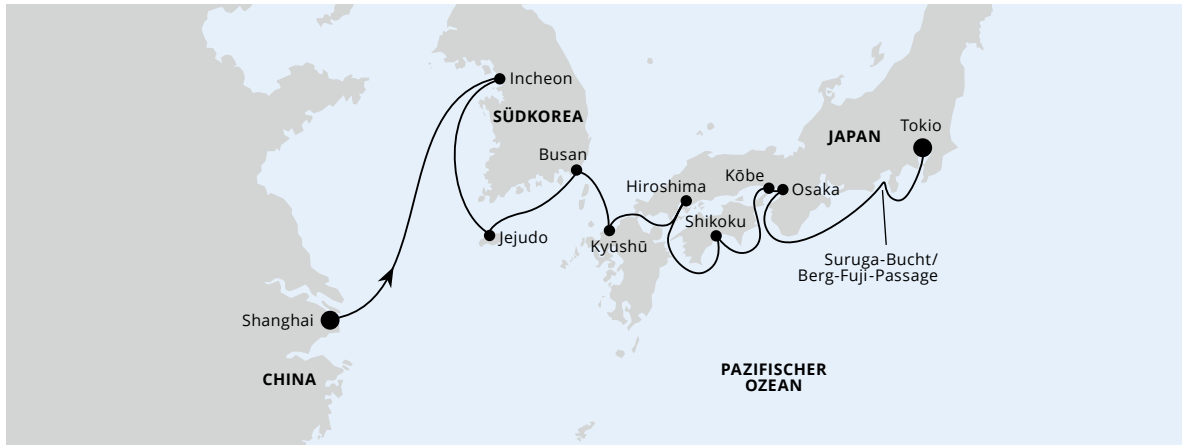 Incheon
SÜDKOREA
Tokio
JAPAN
Busan
Kōbe
Hiroshima
Osaka
Shikoku
Jejudo
Kyūshū
Suruga-Bucht/
Berg-Fuji-Passage
Shanghai
CHINA
PAZIFISCHER
OZEAN